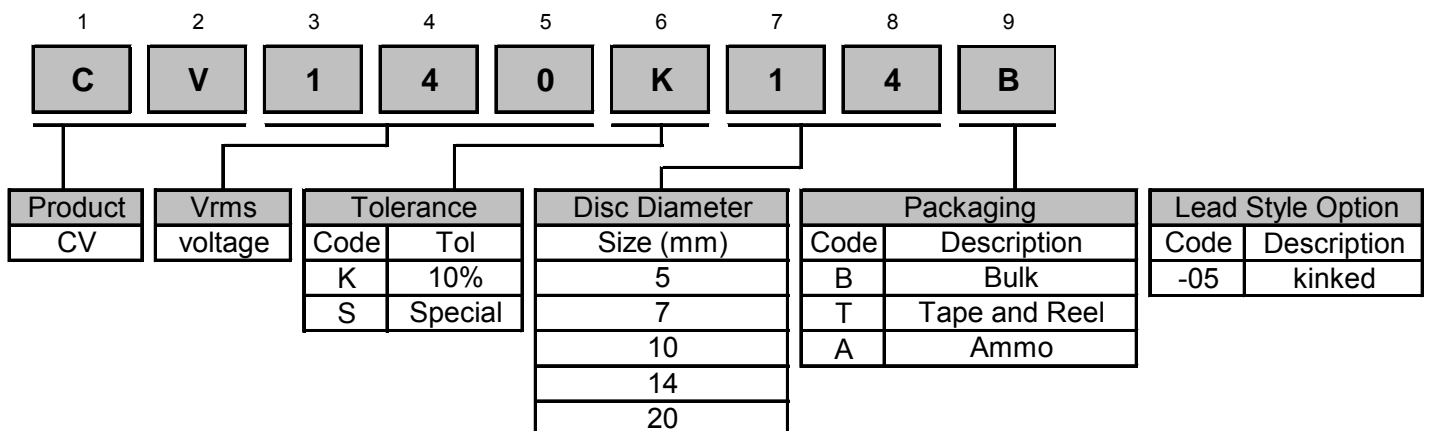 1 2 3 4 5 6 7 8 9
C V 1 4 0 K 1 4 B
Product Vrms Tolerance Disc Diameter Packaging Lead Style Option
CV voltage Code Tol Size (mm) Code Description Code Description
K 10% 5 B Bulk -05 kinked
S Special 7 T Tape and Reel
10 A Ammo
14
20